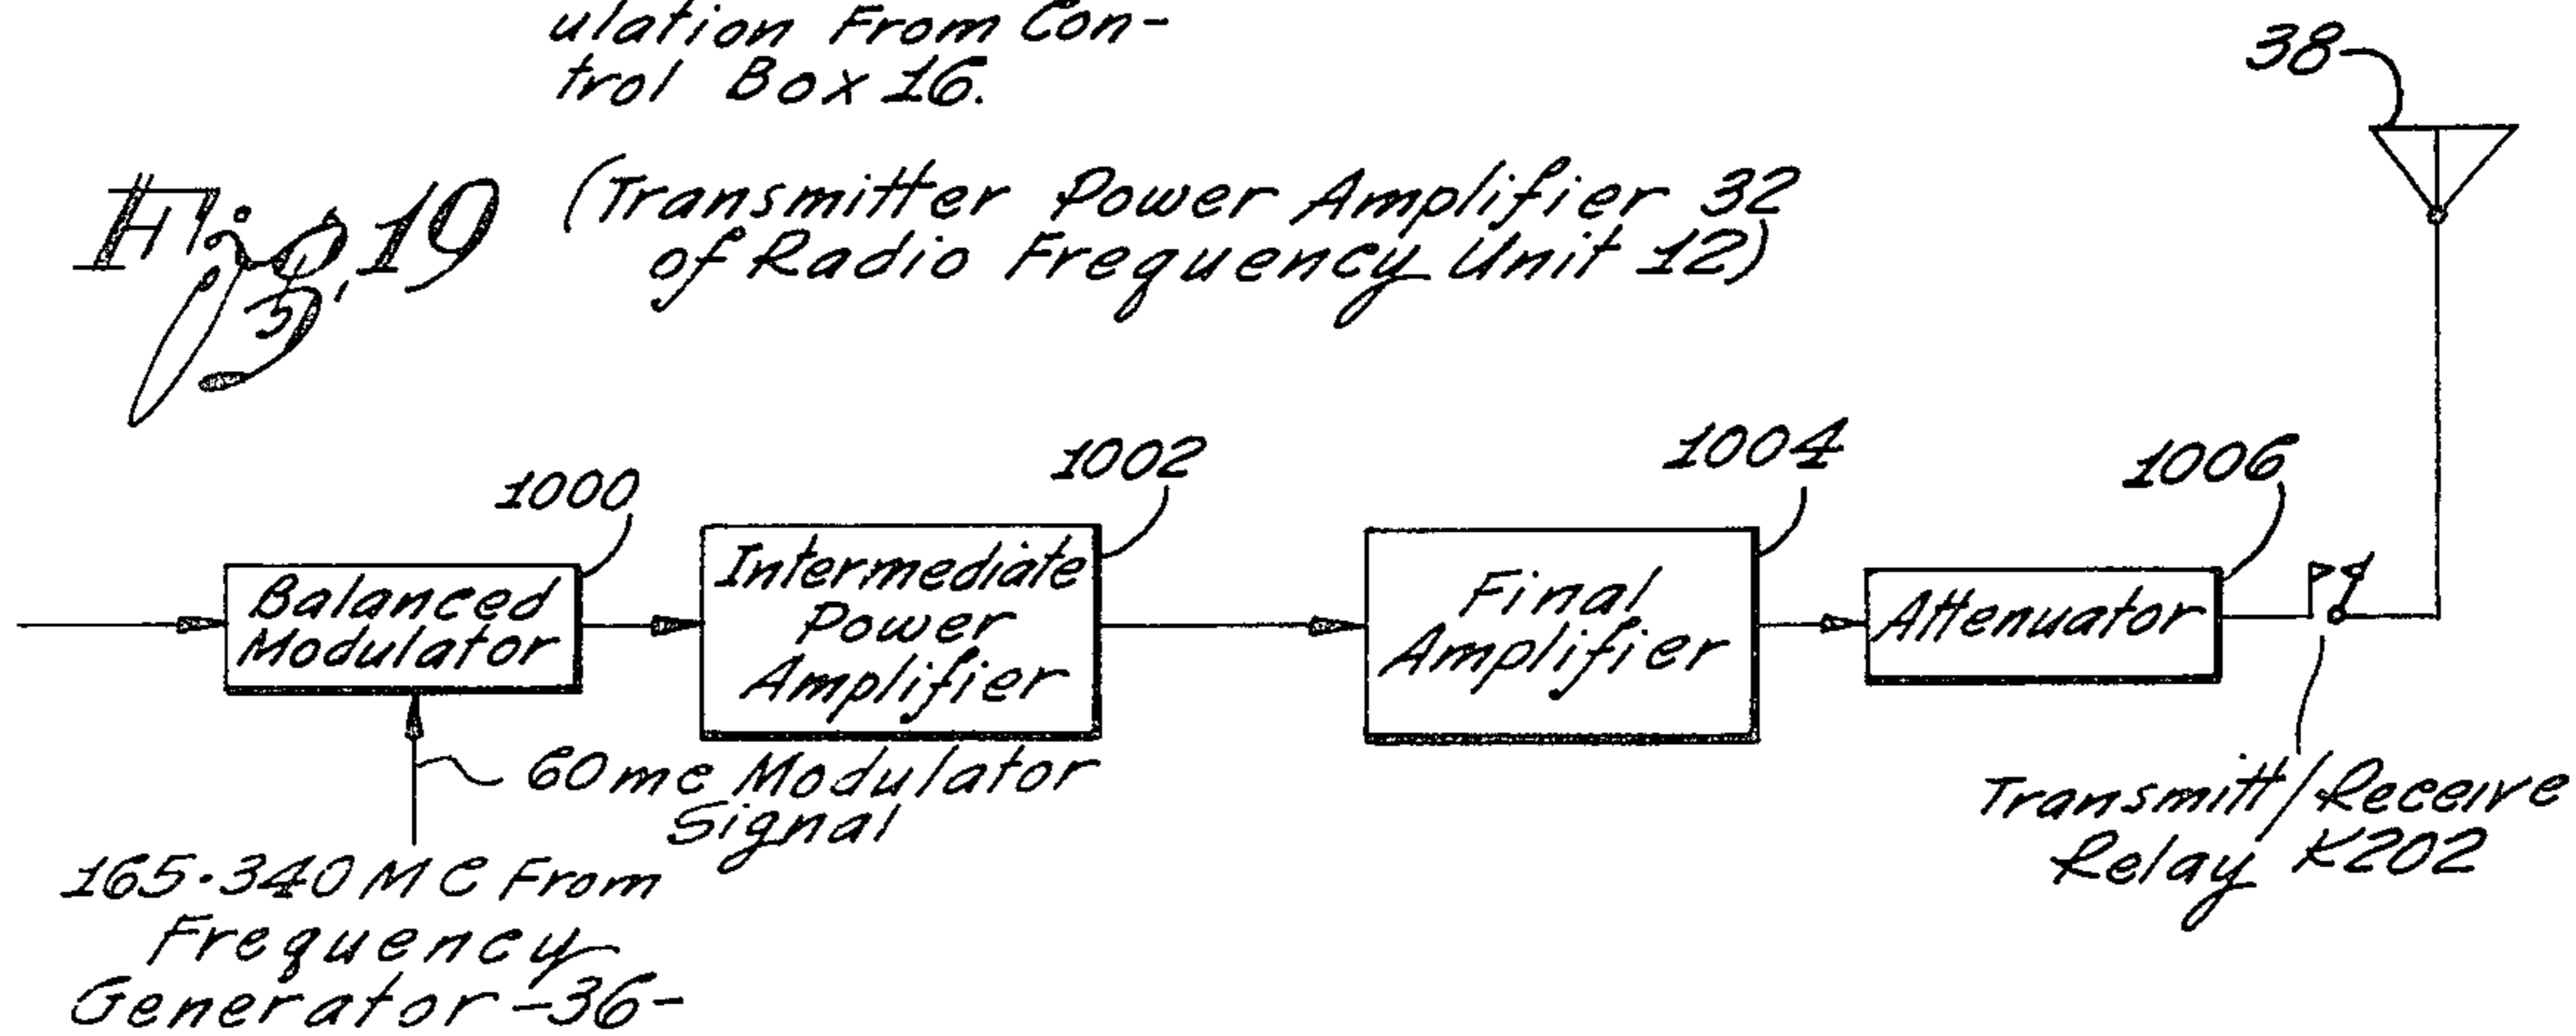 ulation From Con-
trol Box 16.
38
Fig. 19
(Transmitter Power Amplifier 32
of Radio Frequency Unit 12)
1000
1002
1004
1006
Balanced
Modulator
Intermediate
Power
Amplifier
Final
Amplifier
Attenuator
60mc Modulator
Signal
Transmitt/Receive
Relay K202
165-340 MC From
Frequency
Generator -36-